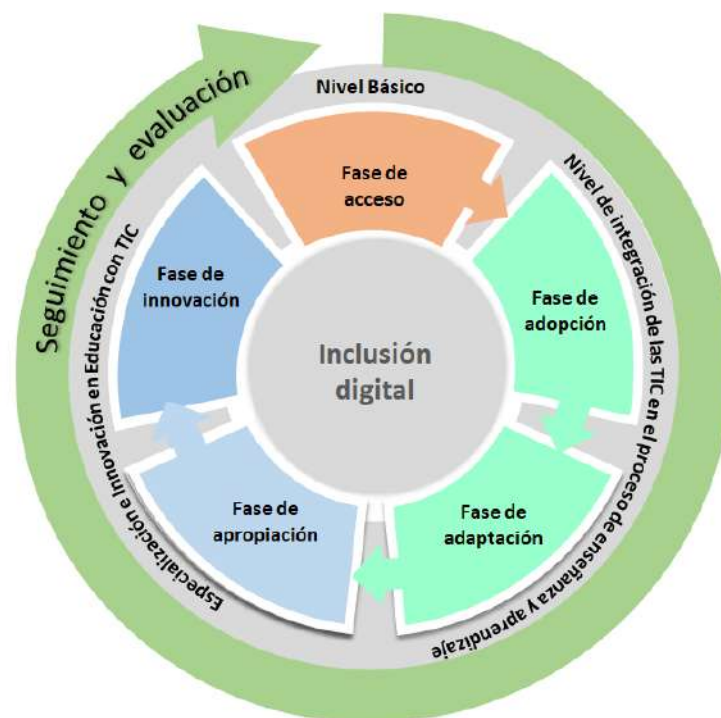 Seguimiento y evaluación
Nivel Básico
Fase de
acceso
Nivel de integración de las TIC en el proceso de enseñanza y aprendizaje
Fase de
adopción
Fase de
adaptación
Especialización e Innovación en Educación con TIC
Fase de
apropiación
Fase de
innovación
Inclusión
digital